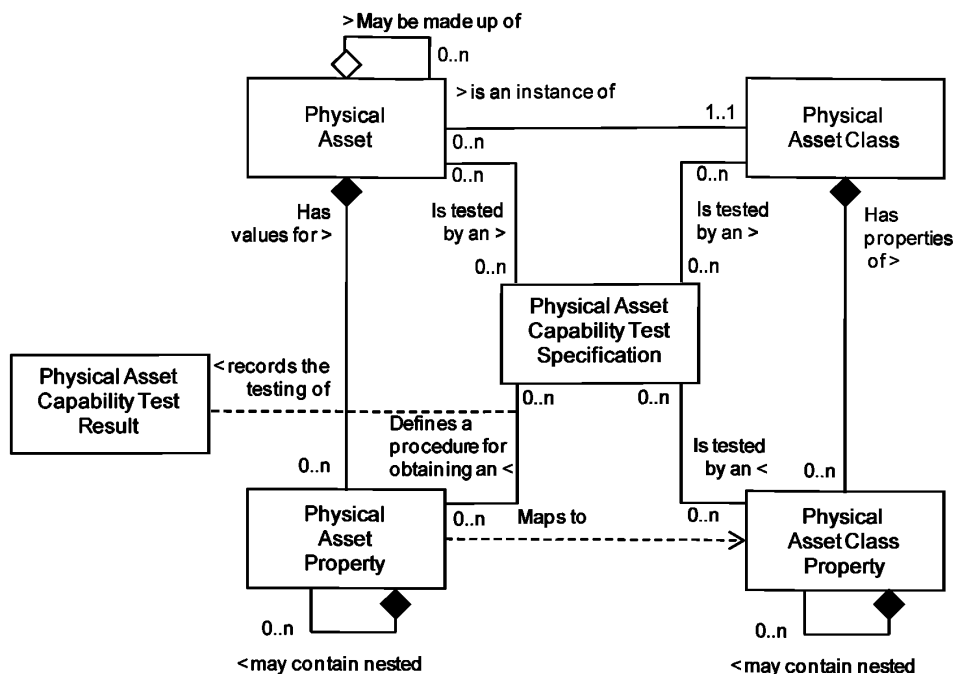 >May be made up of
0..n
Physical
Asset
>is an instance of
1..1
0..n
Physical
Asset Class
0..n
0..n
Has
values for >
Is tested
by an >
0..n
Is tested
by an >
0..n
Has
properties
of >
Physical Asset
Capability Test
Specification
Physical Asset
Capability Test
Result
<records the
testing of
0..n
0..n
Defines a
procedure for
obtaining an <
Is tested
by an <
0..n
0..n
Physical
Asset
Property
0..n
Maps to
0..n
Physical
Asset Class
Property
0..n
0..n
<may contain nested
<may contain nested